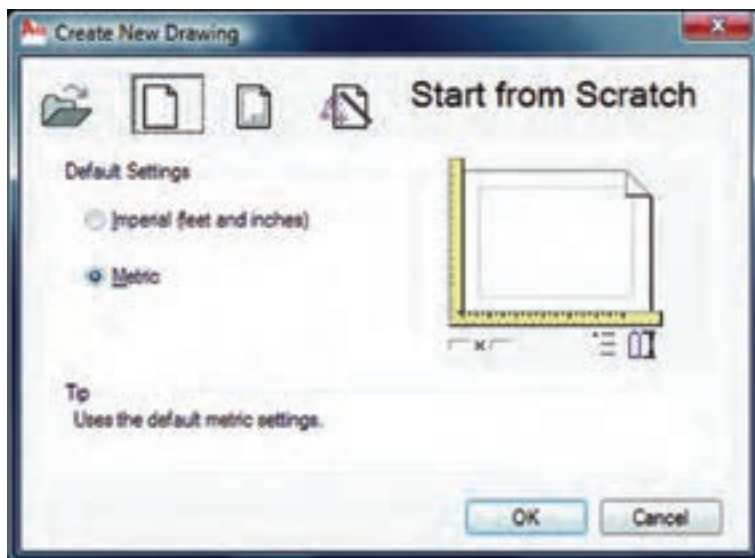 Create New Drawing
Start from Scratch
Default Settings
Imperial (feet and inches)
Metric
Tip
Uses the default metric settings.
OK
Cancel